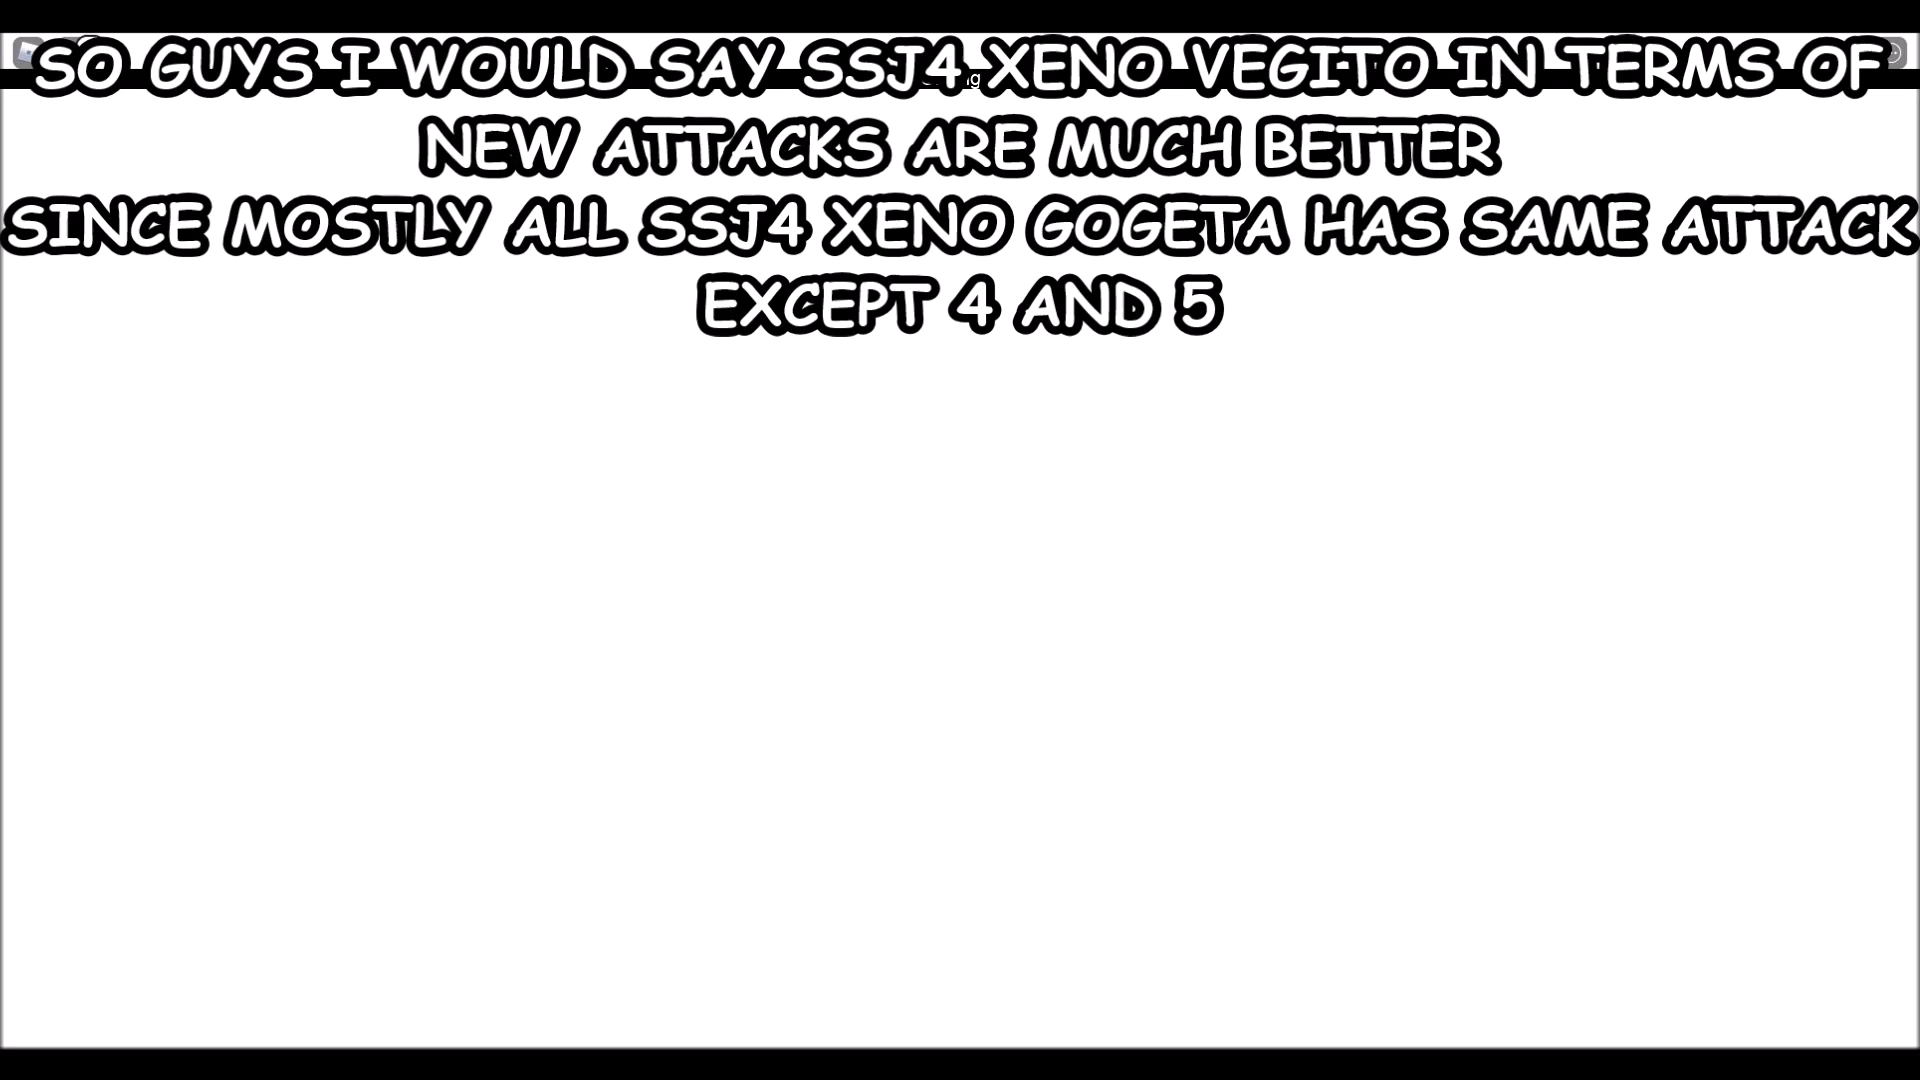 SO GUYS I WOULD SAY SSJ4 XENO VEGITO IN TERMS OF
NEW ATTACKS ARE MUCH BETTER
SINCE MOSTLY ALL SSJ4 XENO GOGETA HAS SAME ATTACK
EXCEPT 4 AND 5